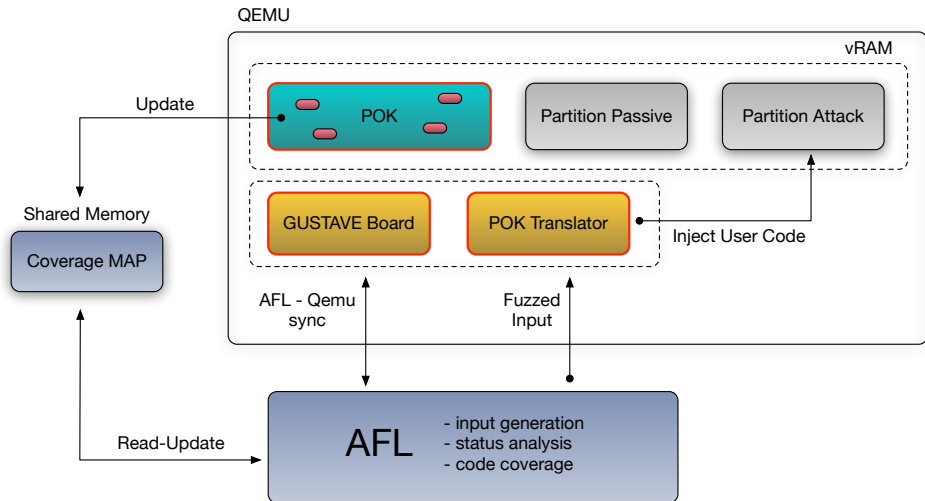 QEMU
vRAM
Update
POK
Partition Passive
Partition Attack
Shared Memory
Coverage MAP
GUSTAVE Board
POK Translator
Inject User Code
AFL - Qemu
sync
Fuzzed
Input
Read-Update
AFL
- input generation
- status analysis
- code coverage